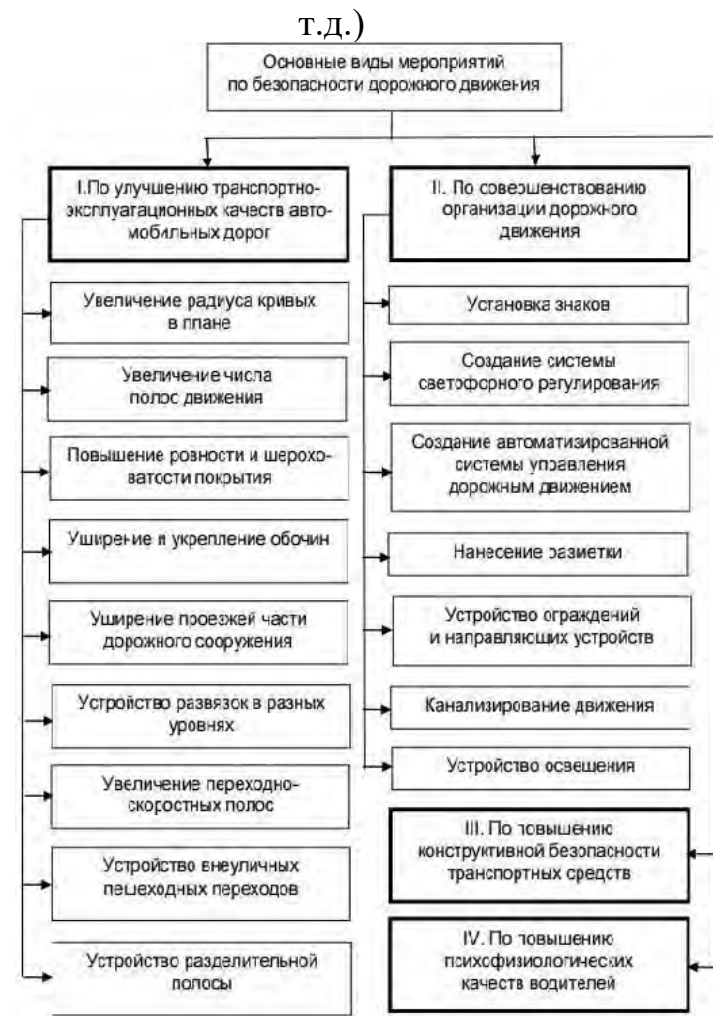 т.д.)
Основные виды мероприятий
по безопасности дорожного движения
I.По улучшению транспортно-
эксплуатационных качеств авто-
мобильных дорог
Увеличение радиуса кривых
в плане
Увеличение числа
полос движения
Повышение ровности и шерохо-
ватости покрытия
Уширение и укрепление обочин
Уширение проезжей части
дорожного сооружения
Устройство развязок в разных
уровнях
Увеличение переходно-
скоростных полос
Устройство внеуличных
пешеходных переходов
Устройство разделительной
полосы
II. По совершенствованию
организации дорожного
движения
Установка знаков
Создание системы
светофорного регулирования
Создание автоматизированной
системы управления
дорожным движением
Нанесение разметки
Устройство ограждений
и направляющих устройств
Канализирование движения
Устройство освещения
III. По повышению
конструктивной безопасности
транспортных средств
IV. По повышению
психофизиологических
качеств водителей